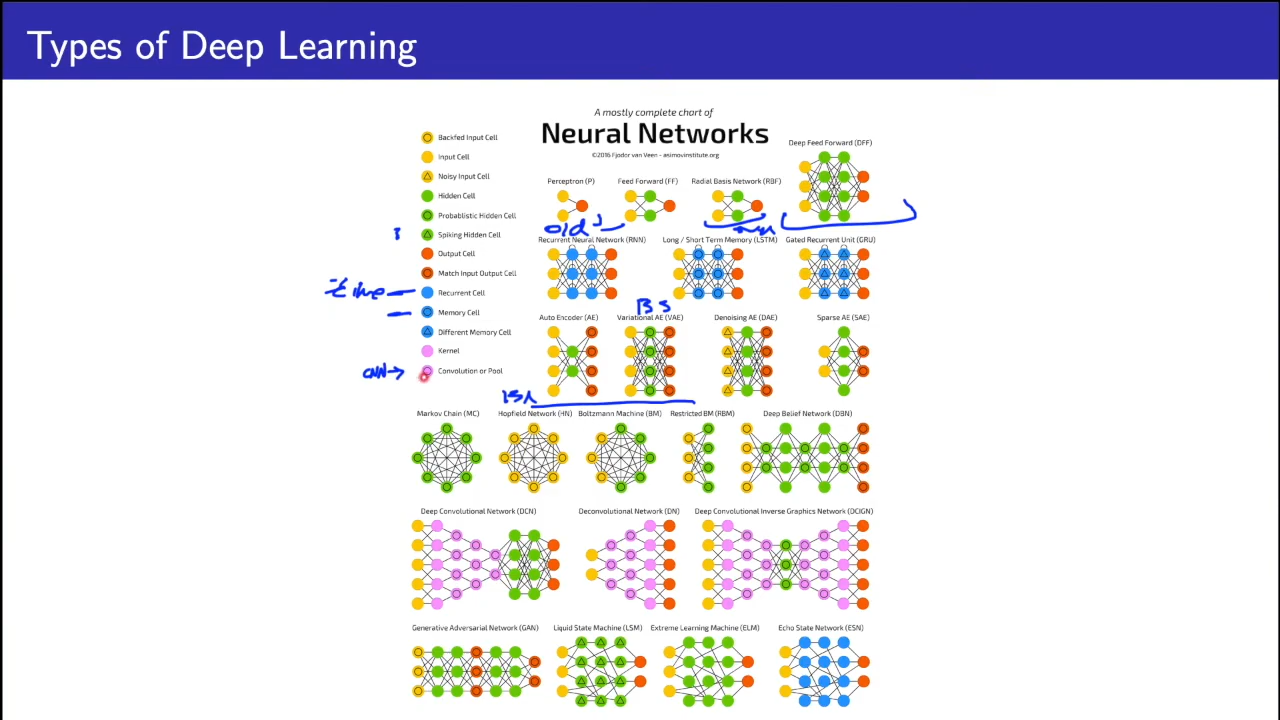 Types of Deep Learning
A mostly complete chart of
Neural Networks
©2016 Fjodor van Veen - asimovinstitute.org
Backfed Input Cell
Input Cell
Noisy Input Cell
Hidden Cell
Probablistic Hidden Cell
Spiking Hidden Cell
Output Cell
Match Input Output Cell
Recurrent Cell
Memory Cell
Different Memory Cell
Kernel
Convolution or Pool
time
CNN
Deep Feed Forward (DFF)
Perceptron (P) Feed Forward (FF) Radial Basis Network (RBF)
old
Recurrent Neural Network (RNN) Long / Short Term Memory (LSTM) Gated Recurrent Unit (GRU)
BS
Auto Encoder (AE) Variational AE (VAE) Denoising AE (DAE) Sparse AE (SAE)
Markov Chain (MC) Hopfield Network (HN) Boltzmann Machine (BM) Restricted BM (RBM) Deep Belief Network (DBN)
Deep Convolutional Network (DCN) Deconvolutional Network (DN) Deep Convolutional Inverse Graphics Network (DCIGN)
Generative Adversarial Network (GAN) Liquid State Machine (LSM) Extreme Learning Machine (ELM) Echo State Network (ESN)